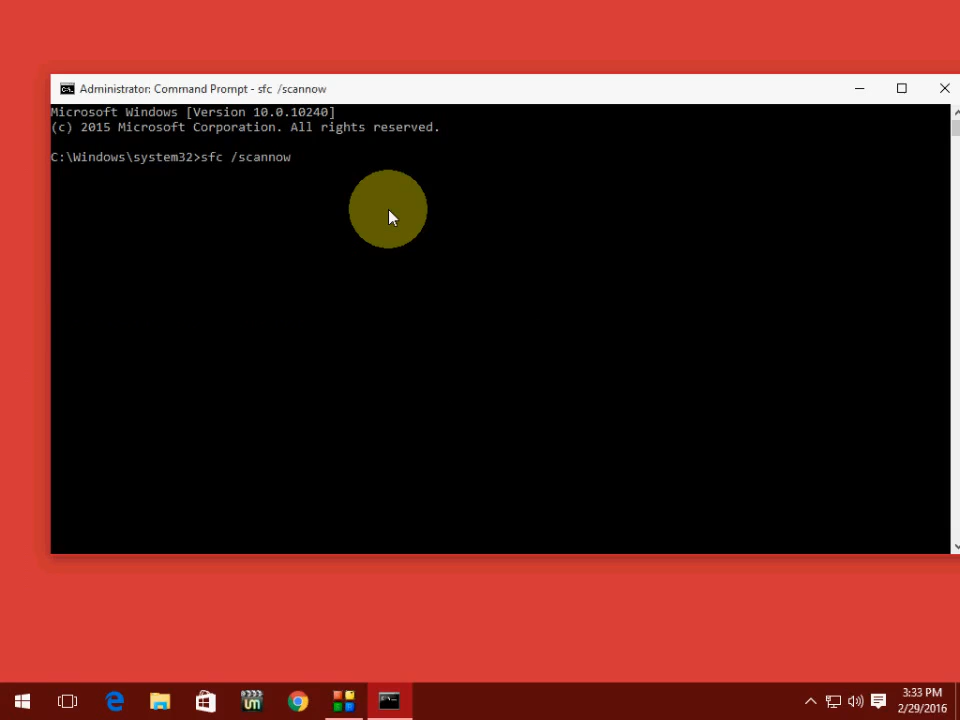 Administrator: Command Prompt - sfc  /scannow
Microsoft Windows [Version 10.0.10240]
(c) 2015 Microsoft Corporation. All rights reserved.
C:\Windows\system32>sfc /scannow
um
3:33 PM
2/29/2016